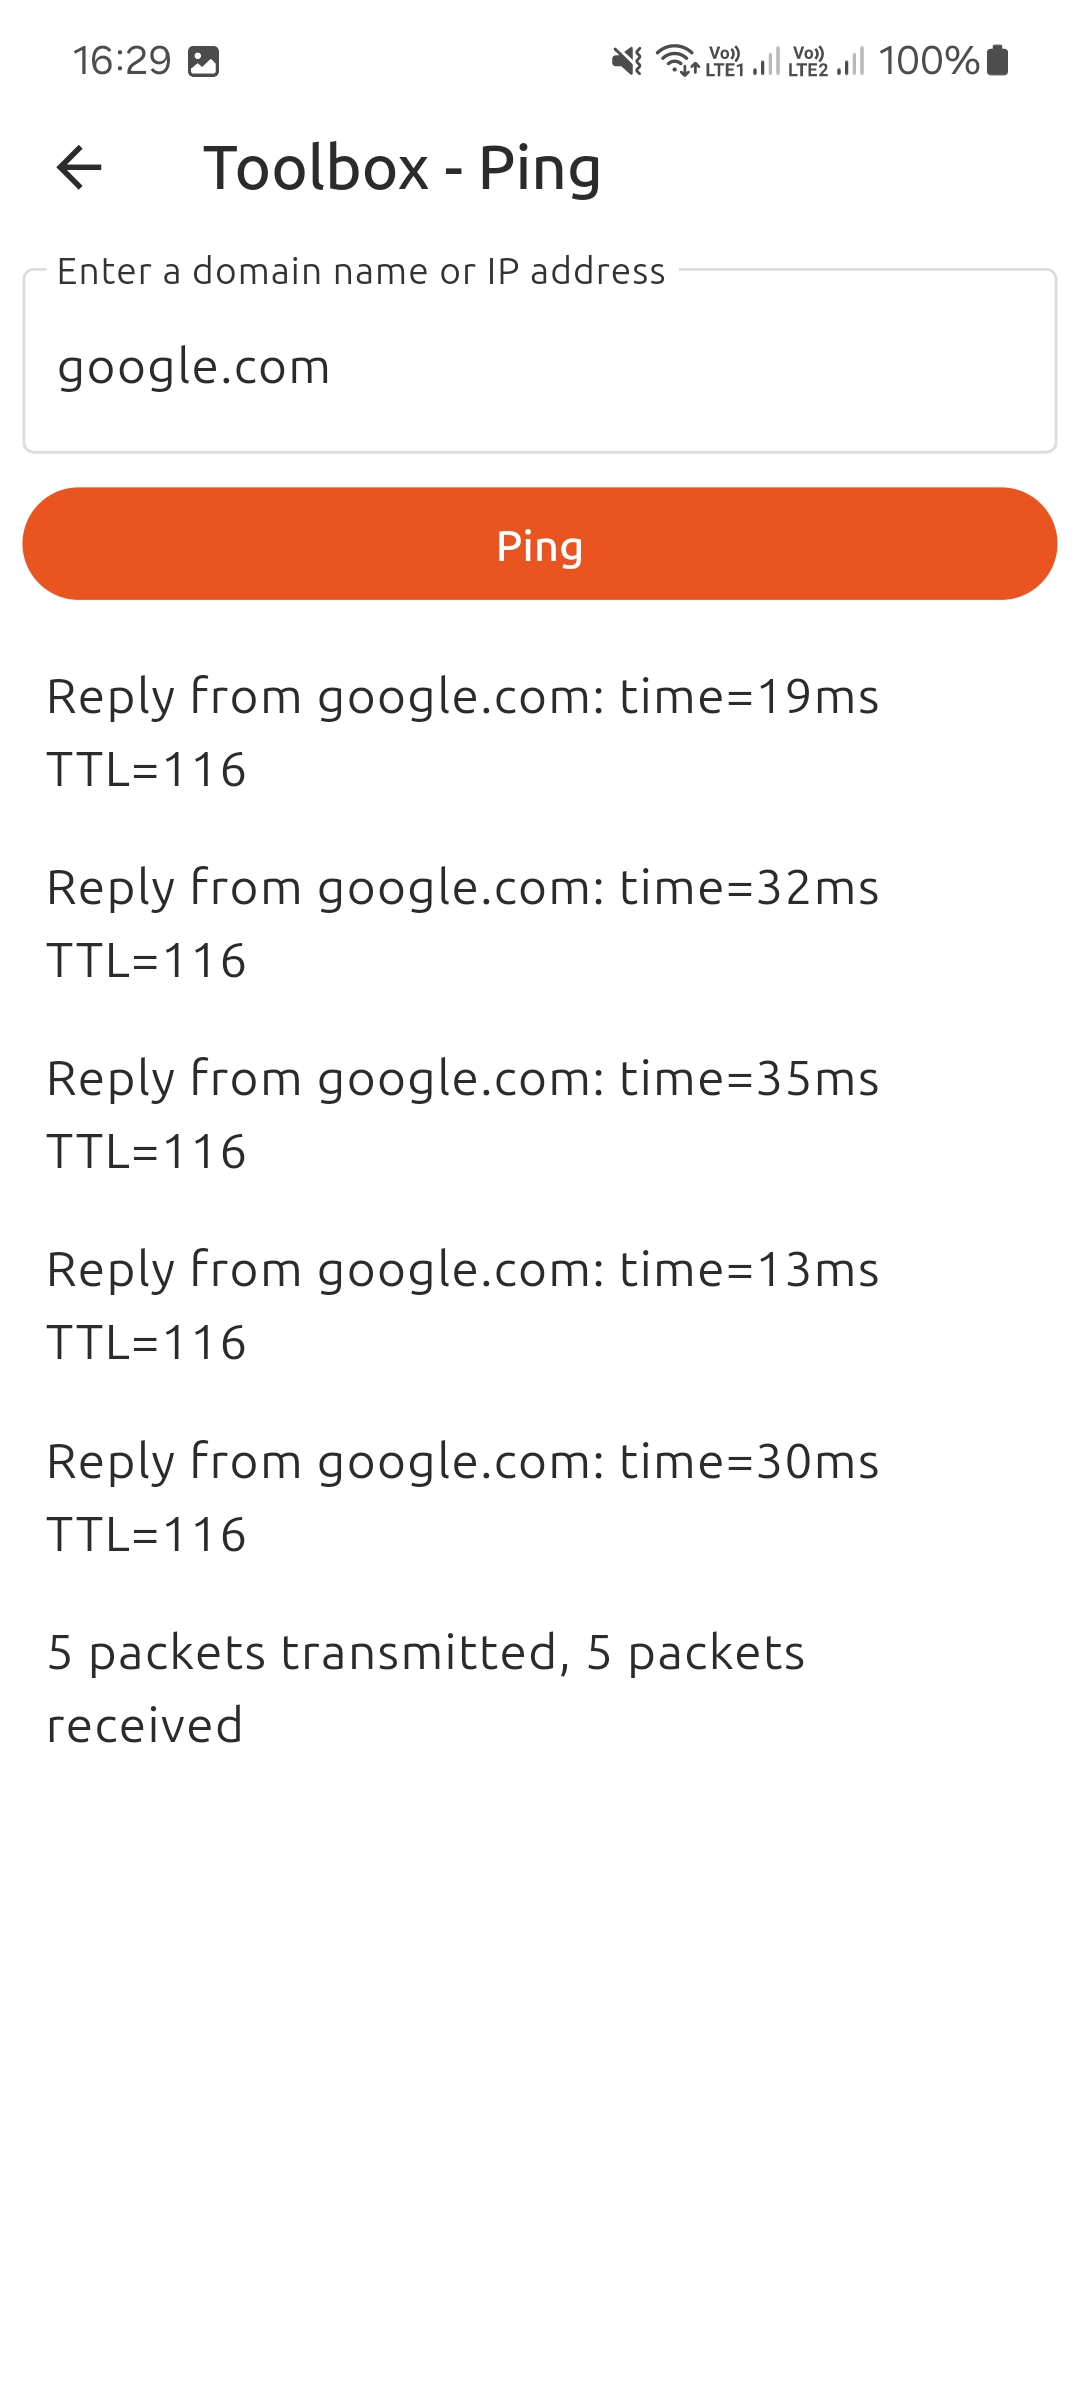 16:29 Vo)) LTE1 Vo)) LTE2 100%
Toolbox - Ping
Enter a domain name or IP address
google.com
Ping
Reply from google.com: time=19ms
TTL=116
Reply from google.com: time=32ms
TTL=116
Reply from google.com: time=35ms
TTL=116
Reply from google.com: time=13ms
TTL=116
Reply from google.com: time=30ms
TTL=116
5 packets transmitted, 5 packets
received